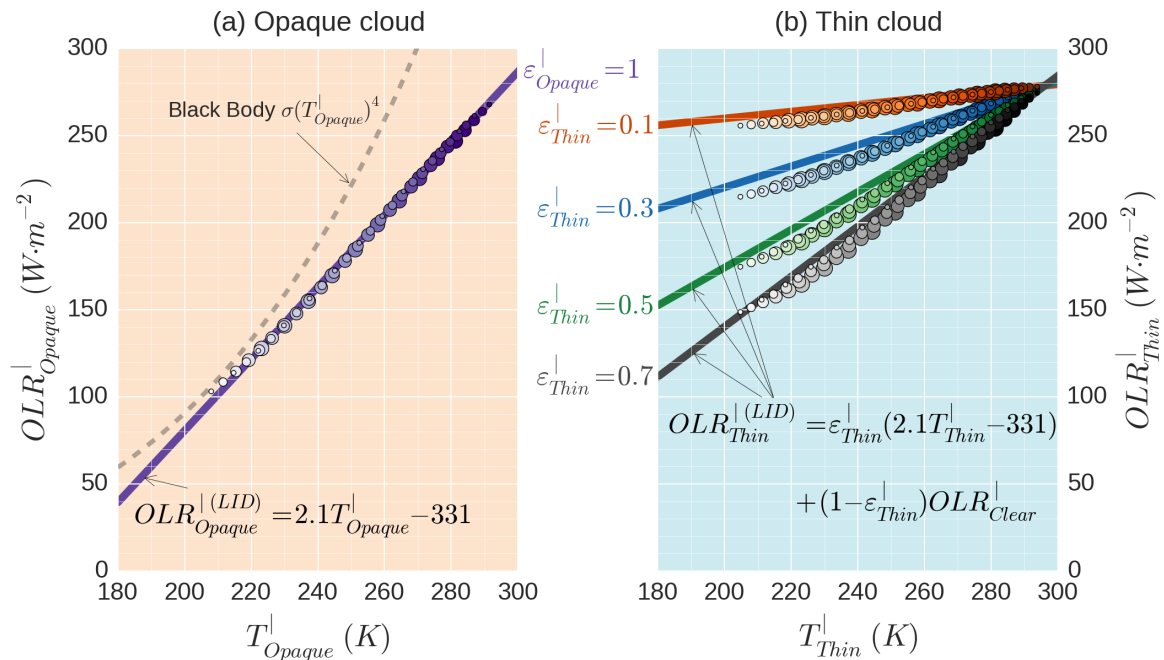 (a) Opaque cloud
(b) Thin cloud
300
250
200
150
100
50
0
180 200 220 240 260 280 300
OLR|Opaque (W·m−2)
T|Opaque (K)
Black Body σ(T|Opaque)4
OLR|(LID)Opaque =2.1T|Opaque−331
ε|Opaque=1
ε|Thin=0.1
ε|Thin=0.3
ε|Thin=0.5
ε|Thin=0.7
OLR|(LID)Thin =ε|Thin(2.1T|Thin−331)
+(1−ε|Thin)OLR|Clear
180 200 220 240 260 280 300
T|Thin (K)
300
250
200
150
100
50
0
OLR|Thin (W·m−2)